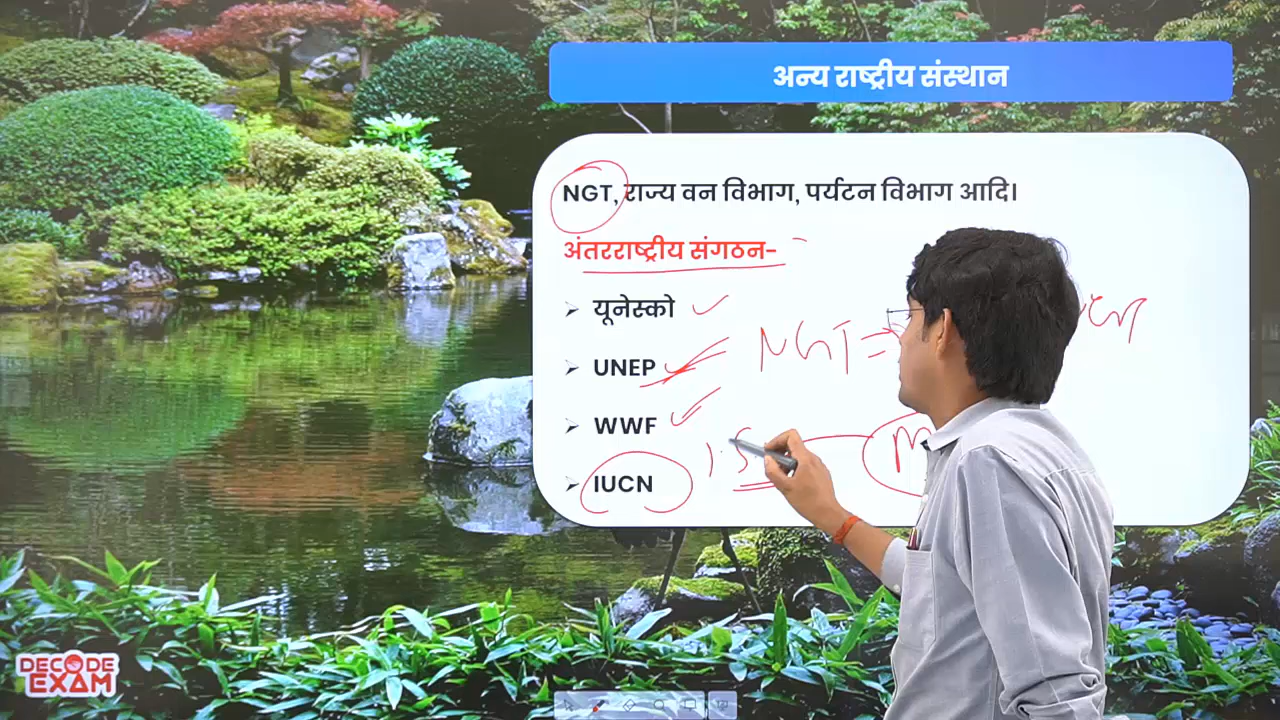 अन्य राष्ट्रीय संस्थान
NGT, राज्य वन विभाग, पर्यटन विभाग आदि।
अंतरराष्ट्रीय संगठन-
➢ यूनेस्को
➢ UNEP
➢ WWF
➢ IUCN
NGT =
DECODE
EXAM